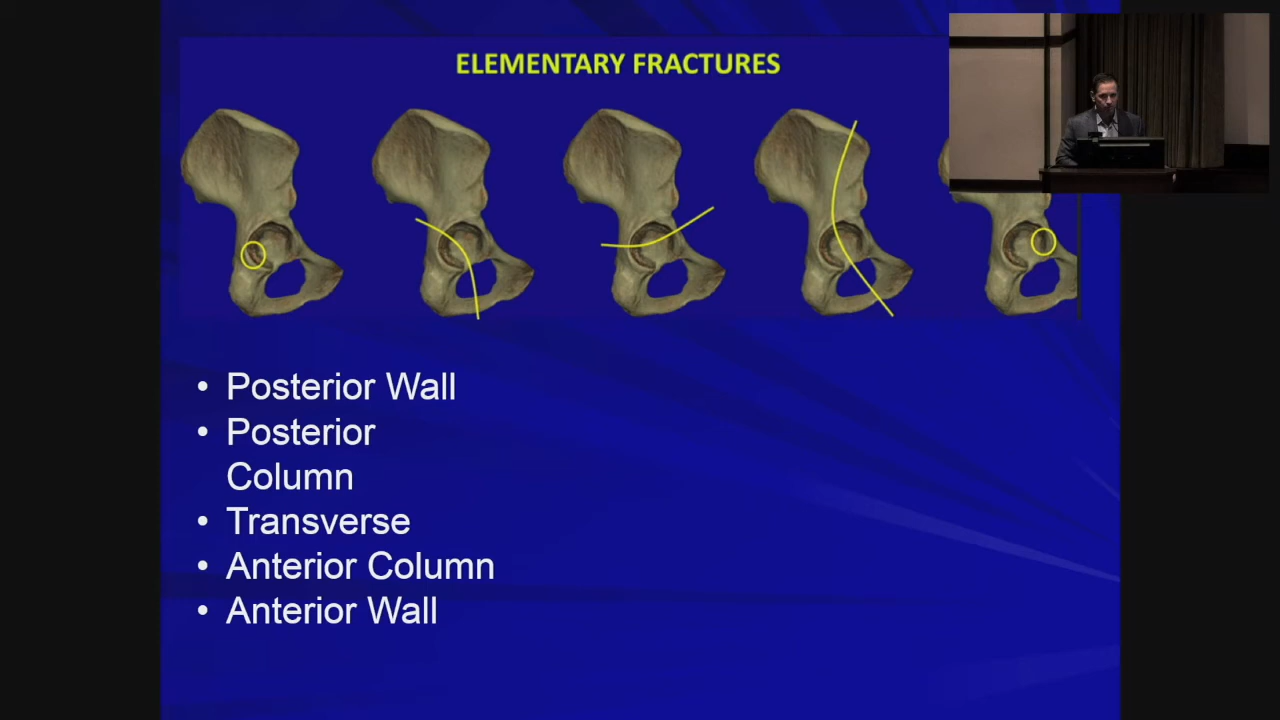 ELEMENTARY FRACTURES
• Posterior Wall
• Posterior
Column
• Transverse
• Anterior Column
• Anterior Wall